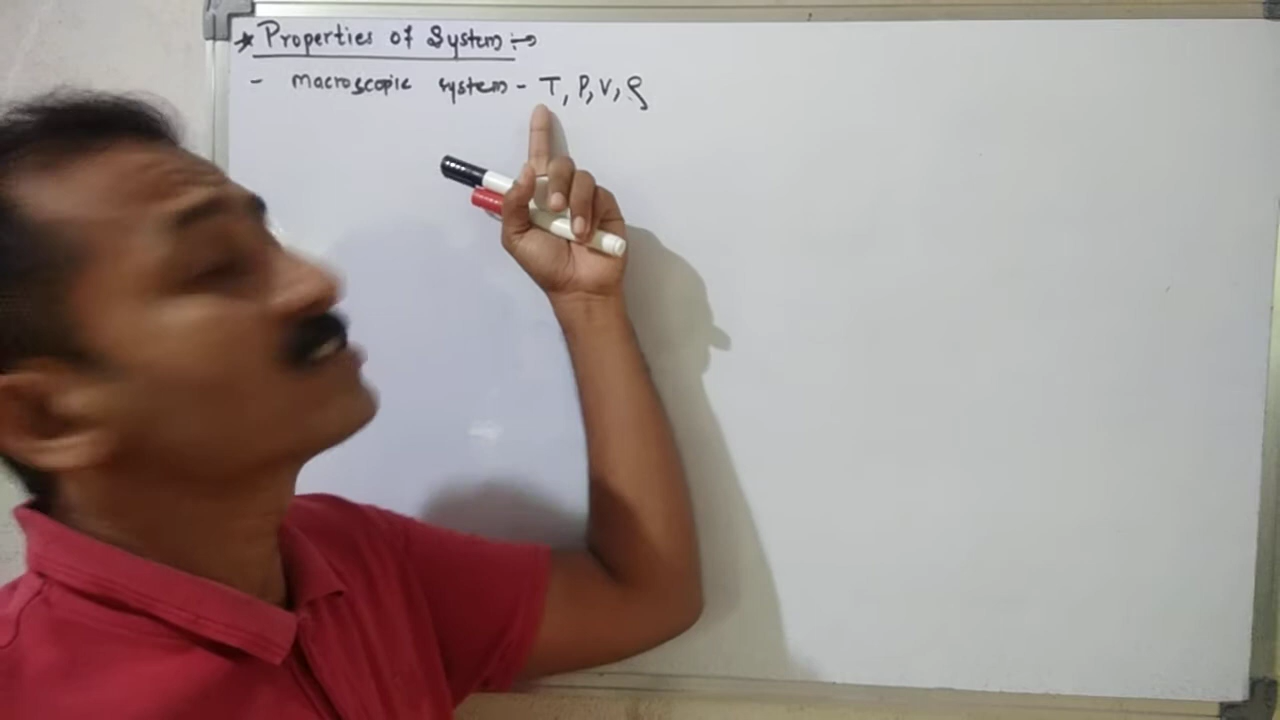 * Properties of System :→
- Macroscopic system - T, P, V, ρ